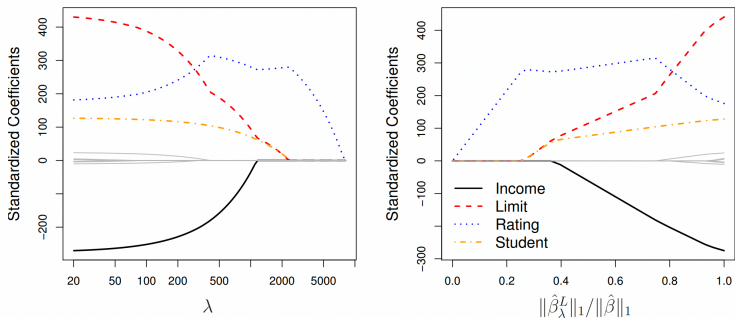 Standardized Coefficients
400
300
200
100
0
−200
20 50 100 200 500 2000 5000
λ
Standardized Coefficients
400
300
200
100
0
−100
−300
Income
Limit
Rating
Student
0.0 0.2 0.4 0.6 0.8 1.0
‖β̂λᴸ‖₁/‖β̂‖₁